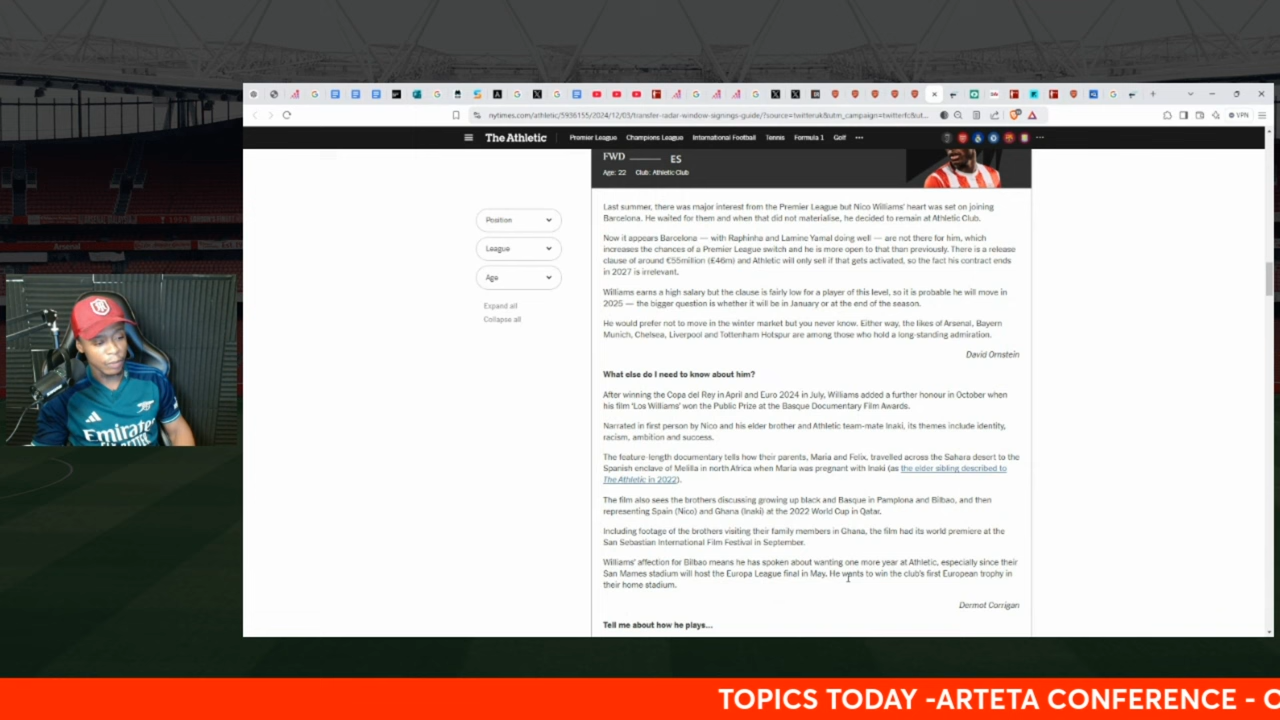 nytimes.com/athletic/5936155/2024/12/03/transfer-radar-window-signings-guide/?source=twitteruk&utm_campaign=twitterfc&ut...
VPN
The Athletic
Premier League
Champions League
International Football
Tennis
Formula 1
Golf
FWD
ES
Age: 22 Club: Athletic Club
Position
League
Age
Expand all
Collapse all
Last summer, there was major interest from the Premier League but Nico Williams' heart was set on joining
Barcelona. He waited for them and when that did not materialise, he decided to remain at Athletic Club.
Now it appears Barcelona — with Raphinha and Lamine Yamal doing well — are not there for him, which
increases the chances of a Premier League switch and he is more open to that than previously. There is a release
clause of around €55million (£46m) and Athletic will only sell if that gets activated, so the fact his contract ends
in 2027 is irrelevant.
Williams earns a high salary but the clause is fairly low for a player of this level, so it is probable he will move in
2025 — the bigger question is whether it will be in January or at the end of the season.
He would prefer not to move in the winter market but you never know. Either way, the likes of Arsenal, Bayern
Munich, Chelsea, Liverpool and Tottenham Hotspur are among those who hold a long-standing admiration.
David Ornstein
What else do I need to know about him?
After winning the Copa del Rey in April and Euro 2024 in July, Williams added a further honour in October when
his film 'Los Williams' won the Public Prize at the Basque Documentary Film Awards.
Narrated in first person by Nico and his elder brother and Athletic team-mate Inaki, its themes include identity,
racism, ambition and success.
The feature-length documentary tells how their parents, Maria and Felix, travelled across the Sahara desert to the
Spanish enclave of Melilla in north Africa when Maria was pregnant with Inaki (as the elder sibling described to
The Athletic in 2022).
The film also sees the brothers discussing growing up black and Basque in Pamplona and Bilbao, and then
representing Spain (Nico) and Ghana (Inaki) at the 2022 World Cup in Qatar.
Including footage of the brothers visiting their family members in Ghana, the film had its world premiere at the
San Sebastian International Film Festival in September.
Williams' affection for Bilbao means he has spoken about wanting one more year at Athletic, especially since their
San Mames stadium will host the Europa League final in May. He wants to win the club's first European trophy in
their home stadium.
Dermot Corrigan
Tell me about how he plays...
Emirates
TOPICS TODAY -ARTETA CONFERENCE - C